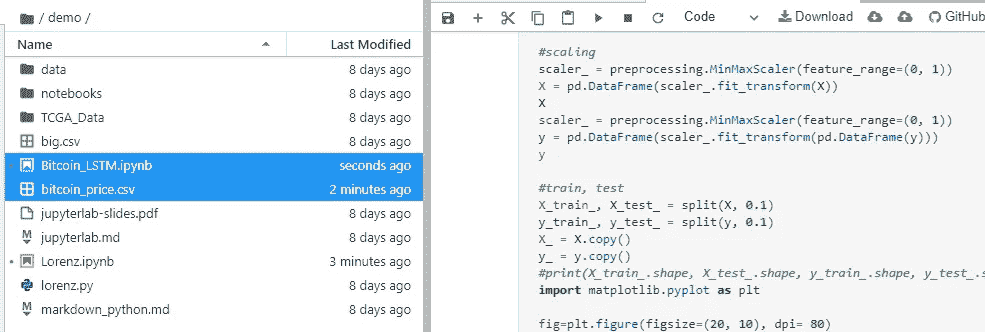 / demo /
Name Last Modified
data 8 days ago
notebooks 8 days ago
TCGA_Data 8 days ago
big.csv 8 days ago
Bitcoin_LSTM.ipynb seconds ago
bitcoin_price.csv 2 minutes ago
jupyterlab-slides.pdf 8 days ago
jupyterlab.md 8 days ago
Lorenz.ipynb 3 minutes ago
lorenz.py 8 days ago
markdown_python.md 8 days ago
Code Download GitHub
#scaling
scaler_ = preprocessing.MinMaxScaler(feature_range=(0, 1))
X = pd.DataFrame(scaler_.fit_transform(X))
X
scaler_ = preprocessing.MinMaxScaler(feature_range=(0, 1))
y = pd.DataFrame(scaler_.fit_transform(pd.DataFrame(y)))
y
#train, test
X_train_, X_test_ = split(X, 0.1)
y_train_, y_test_ = split(y, 0.1)
X_ = X.copy()
y_ = y.copy()
#print(X_train_.shape, X_test_.shape, y_train_.shape, y_test_.s
import matplotlib.pyplot as plt
fig=plt.figure(figsize=(20, 10), dpi= 80)